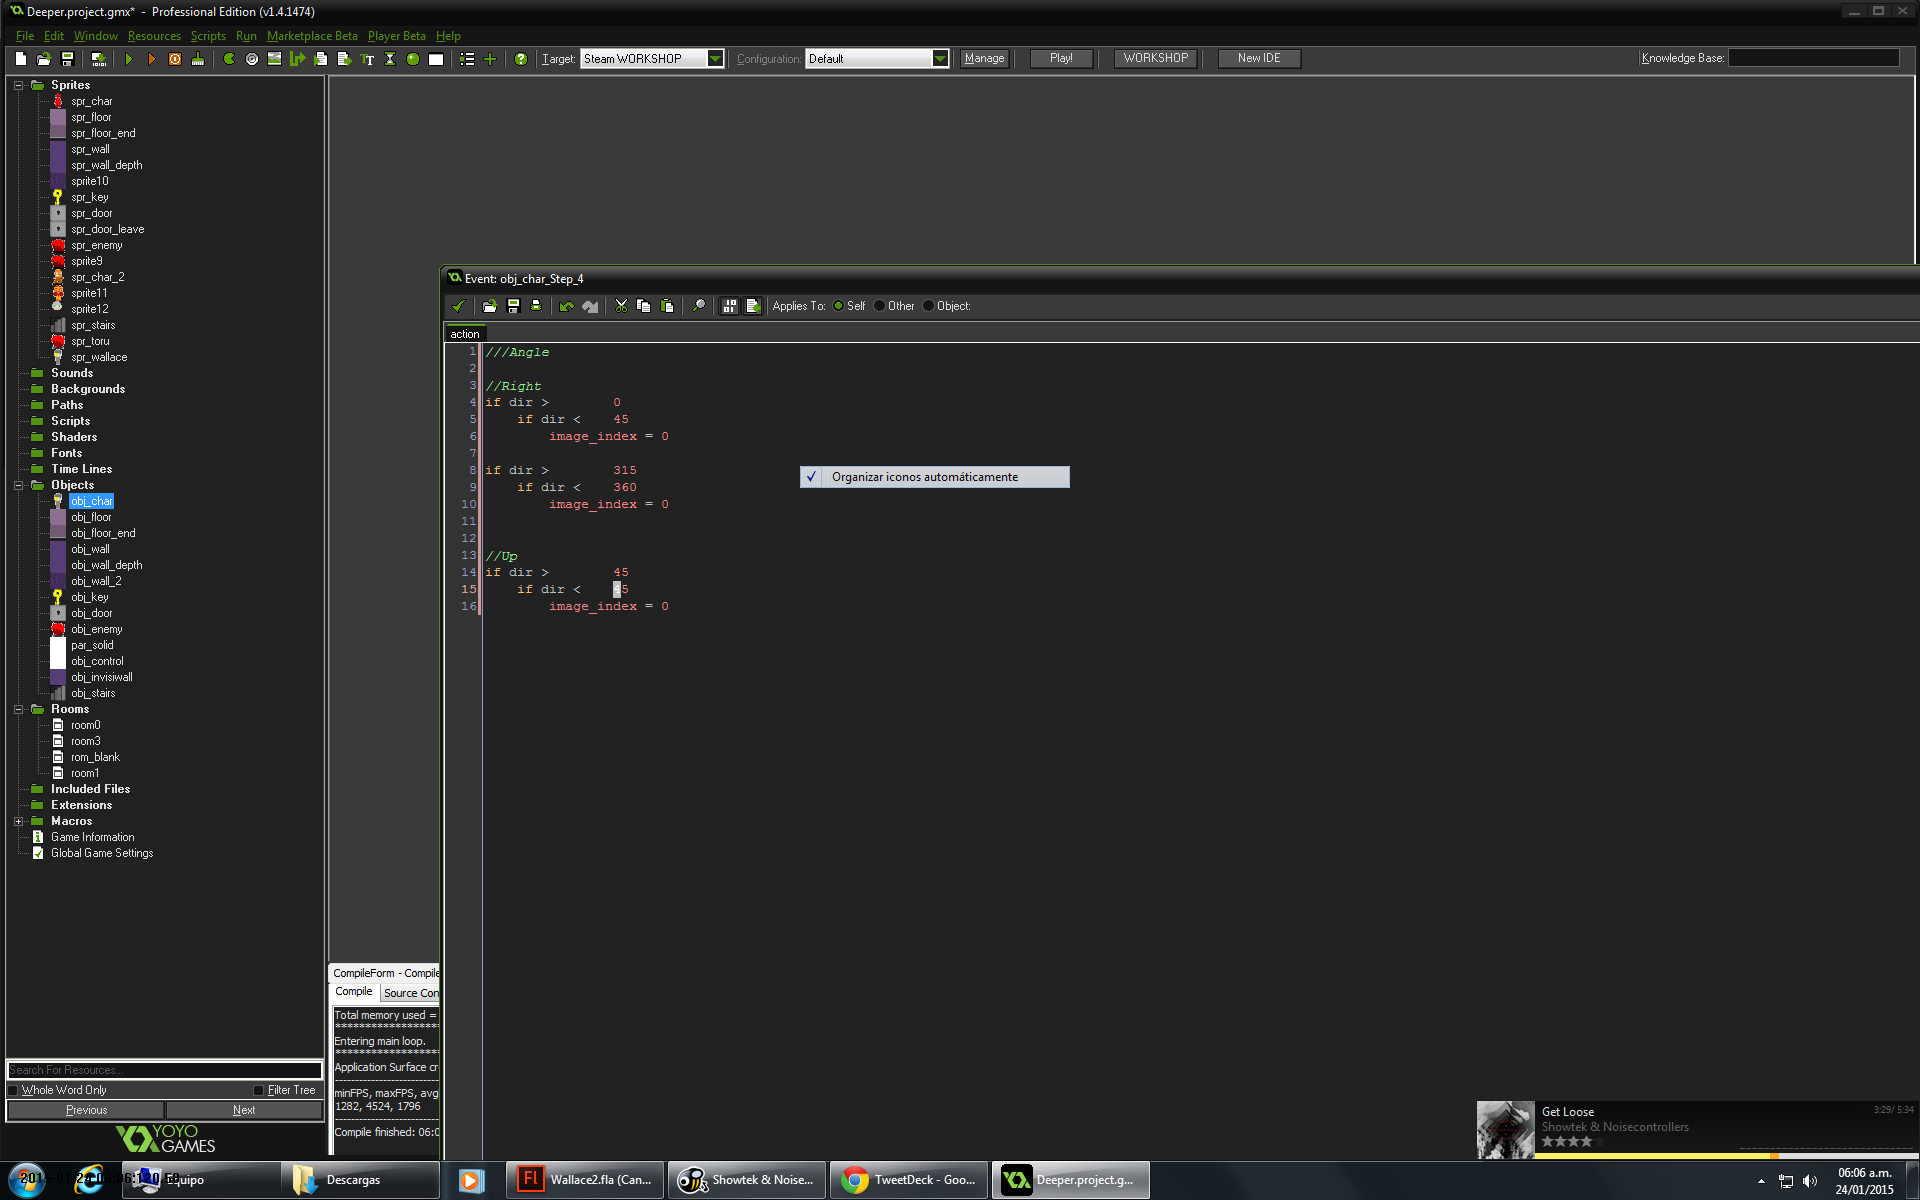 Deeper.project.gmx* - Professional Edition (v1.4.1474)
File Edit Window Resources Scripts Run Marketplace Beta Player Beta Help
Target: Steam WORKSHOP Configuration: Default Manage Play! WORKSHOP New IDE Knowledge Base:
Sprites
spr_char
spr_floor
spr_floor_end
spr_wall
spr_wall_depth
sprite10
spr_key
spr_door
spr_door_leave
spr_enemy
sprite9
spr_char_2
sprite11
sprite12
spr_stairs
spr_toru
spr_wallace
Sounds
Backgrounds
Paths
Scripts
Shaders
Fonts
Time Lines
Objects
obj_char
obj_floor
obj_floor_end
obj_wall
obj_wall_depth
obj_wall_2
obj_key
obj_door
obj_enemy
par_solid
obj_control
obj_invisiwall
obj_stairs
Rooms
room0
room3
rom_blank
room1
Included Files
Extensions
Macros
Game Information
Global Game Settings
Search For Resources...
Whole Word Only Filter Tree
Previous Next
YOYO
GAMES
Event: obj_char_Step_4
Applies To: Self Other Object:
action
1 ///Angle
2
3 //Right
4 if dir > 0
5 if dir < 45
6 image_index = 0
7
8 if dir > 315
9 if dir < 360
10 image_index = 0
11
12
13 //Up
14 if dir > 45
15 if dir < 45
16 image_index = 0
Organizar iconos automáticamente
CompileForm - Compile
Compile Source Con
Total memory used =
**********************
Entering main loop.
**********************
Application Surface cr
minFPS, maxFPS, avg
1282, 4524, 1796
Compile finished: 06:0
Get Loose 3:29/ 5:34
Showtek & Noisecontrollers
Equipo
Descargas
Wallace2.fla (Can...
Showtek & Noise...
TweetDeck - Goo...
Deeper.project.g...
06:06 a.m.
24/01/2015